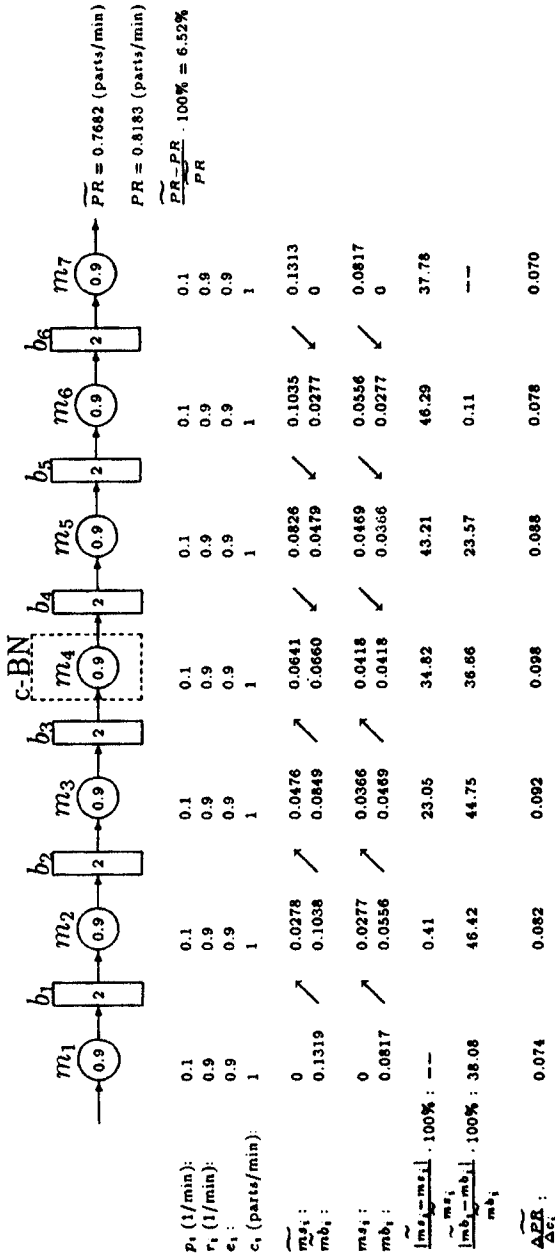 c-BN
m₁ b₁ m₂ b₂ m₃ b₃ m₄ b₄ m₅ b₅ m₆ b₆ m₇
0.9 2 0.9 2 0.9 2 0.9 2 0.9 2 0.9 2 0.9
P̃R = 0.7682 (parts/min)
PR = 0.8183 (parts/min)
|P̃R−PR| / P̃R · 100% = 6.52%
pᵢ (1/min): 0.1 0.1 0.1 0.1 0.1 0.1 0.1
rᵢ (1/min): 0.9 0.9 0.9 0.9 0.9 0.9 0.9
eᵢ : 0.9 0.9 0.9 0.9 0.9 0.9 0.9
cᵢ (parts/min): 1 1 1 1 1 1 1
m̃sᵢ : 0 0.0278 0.0476 0.0641 0.0826 0.1035 0.1313
m̃bᵢ : 0.1319 0.1038 0.0849 0.0660 0.0479 0.0277 0
msᵢ : 0 0.0277 0.0366 0.0418 0.0469 0.0556 0.0817
mbᵢ : 0.0817 0.0556 0.0469 0.0418 0.0366 0.0277 0
|m̃sᵢ−msᵢ| / m̃sᵢ · 100% : -- 0.41 23.05 34.82 43.21 46.29 37.78
|m̃bᵢ−mbᵢ| / m̃bᵢ · 100% : 38.08 46.42 44.75 36.66 23.57 0.11 --
ΔP̃R / Δcᵢ : 0.074 0.082 0.092 0.098 0.088 0.078 0.070